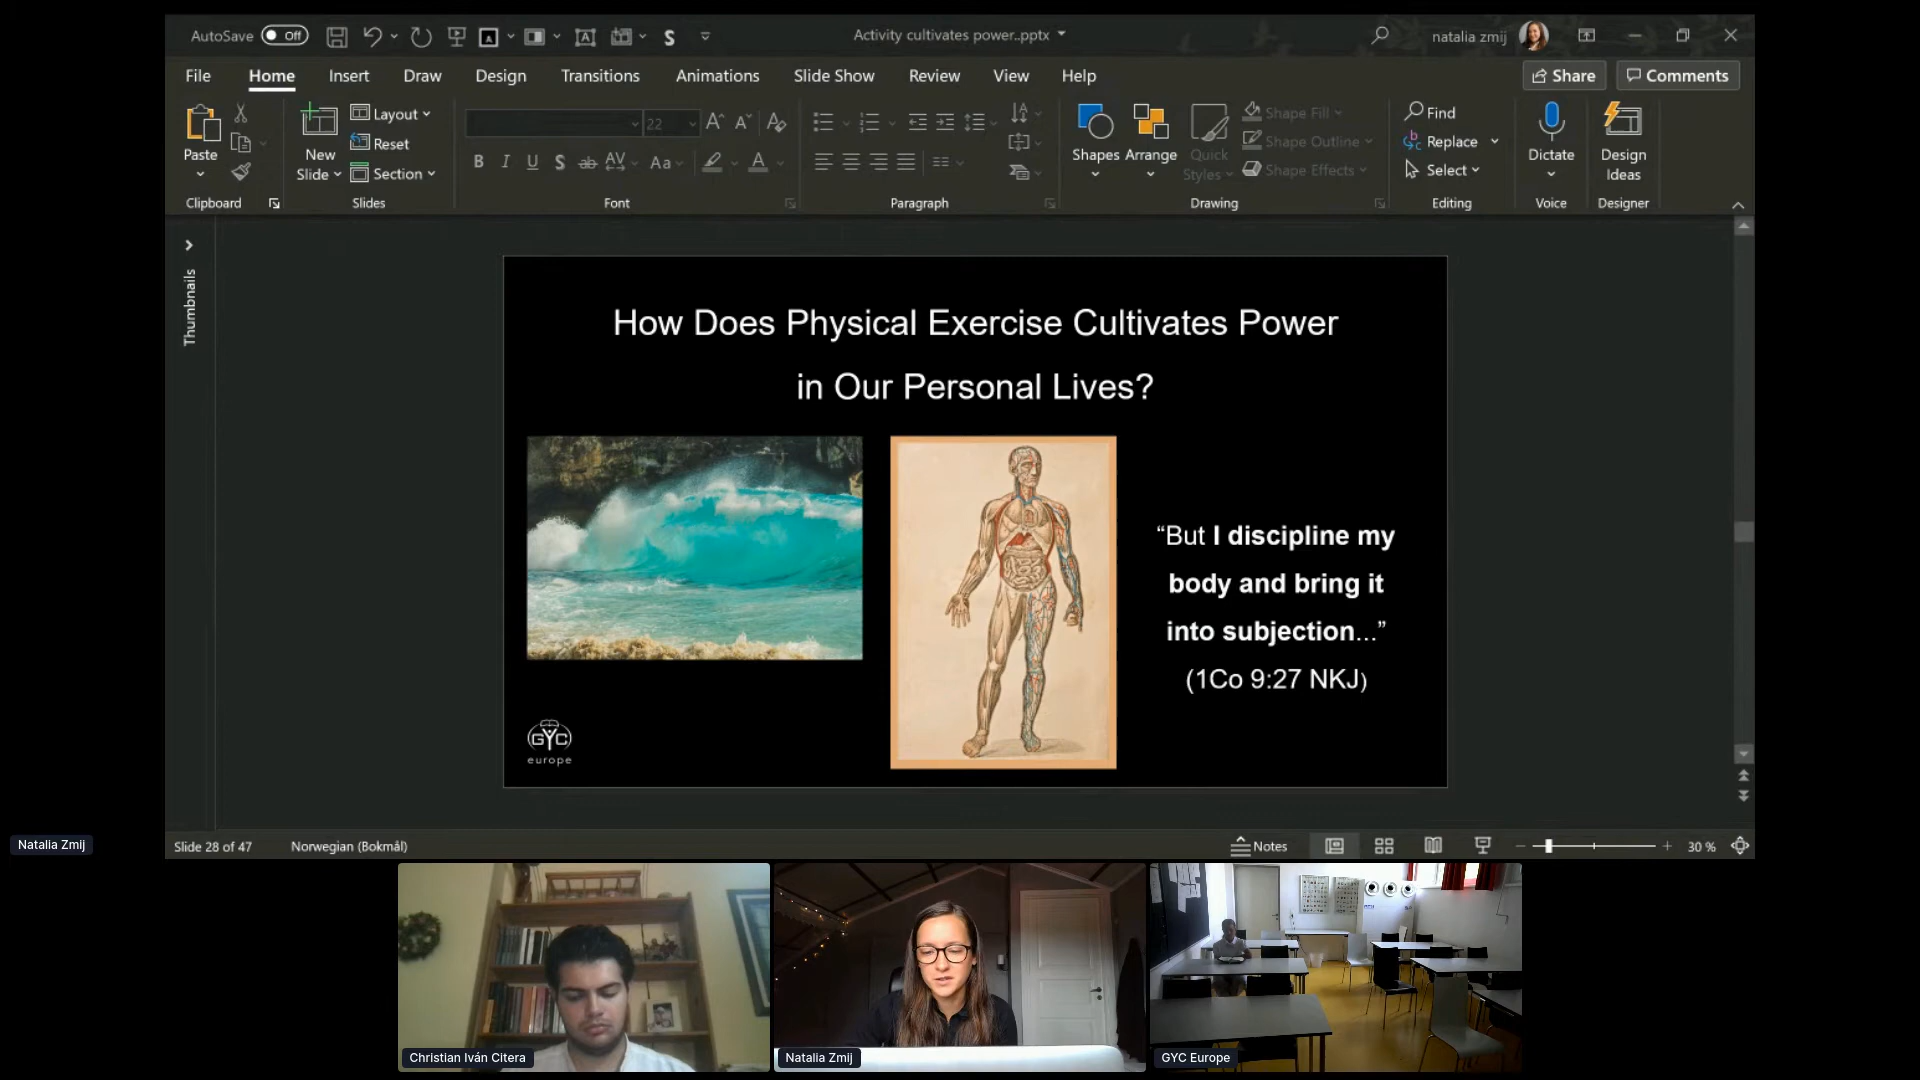 AutoSave Off
Activity cultivates power..pptx
natalia zmij
File Home Insert Draw Design Transitions Animations Slide Show Review View Help
Share Comments
Paste
New Slide
Layout
Reset
Section
22
B I U S ab AV Aa A
Shapes Arrange Quick Styles
Shape Fill
Shape Outline
Shape Effects
Find
Replace
Select
Dictate
Design Ideas
Clipboard Slides Font Paragraph Drawing Editing Voice Designer
Thumbnails
How Does Physical Exercise Cultivates Power
in Our Personal Lives?
“But I discipline my
body and bring it
into subjection...”
(1Co 9:27 NKJ)
GYC
europe
Natalia Zmij
Slide 28 of 47 Norwegian (Bokmål) Notes 30 %
Christian Iván Citera
Natalia Zmij
GYC Europe